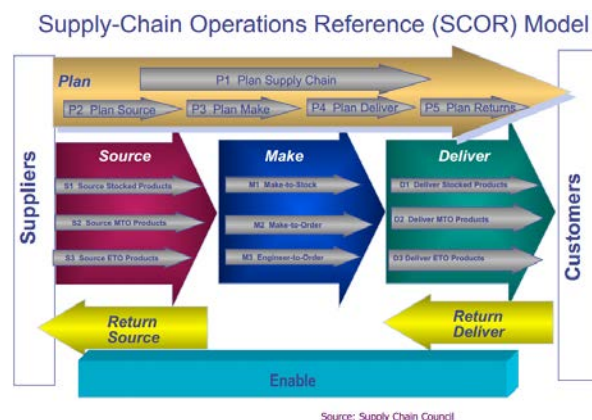 Supply-Chain Operations Reference (SCOR) Model
Suppliers
Plan
P1 Plan Supply Chain
P2 Plan Source
P3 Plan Make
P4 Plan Deliver
P5 Plan Returns
Source
S1 Source Stocked Products
S2 Source MTO Products
S3 Source ETO Products
Make
M1 Make-to-Stock
M2 Make-to-Order
M3 Engineer-to-Order
Deliver
D1 Deliver Stocked Products
D2 Deliver MTO Products
D3 Deliver ETO Products
Customers
Return
Source
Return
Deliver
Enable
Source: Supply Chain Council